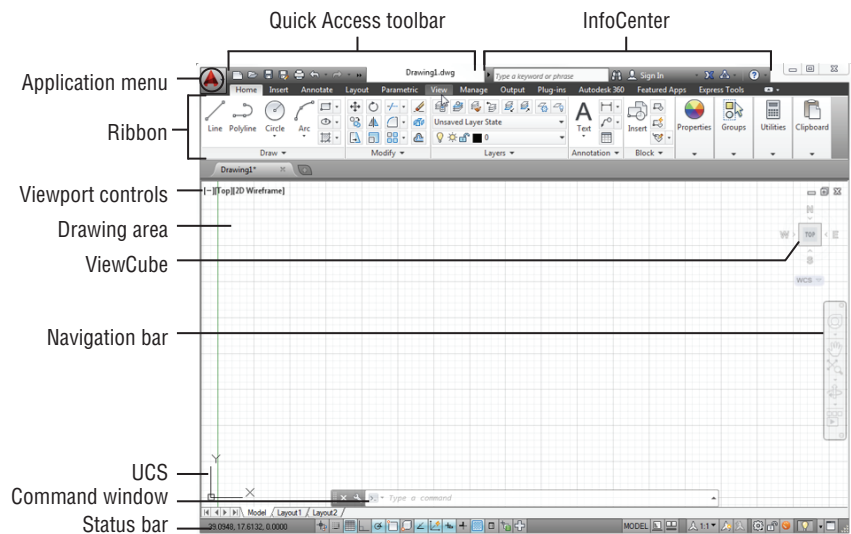 Quick Access toolbar
InfoCenter
Application menu
Drawing1.dwg
Type a keyword or phrase
Sign In
Home Insert Annotate Layout Parametric View Manage Output Plug-ins Autodesk 360 Featured Apps Express Tools
Ribbon
Line Polyline Circle Arc
Unsaved Layer State
0
Text
Insert
Properties Groups Utilities Clipboard
Draw Modify Layers Annotation Block
Drawing1*
Viewport controls
[−][Top][2D Wireframe]
Drawing area
ViewCube
N
W TOP E
S
WCS
Navigation bar
Y
X
UCS
Command window
Type a command
Model Layout1 Layout2
Status bar
39.0948, 17.6132, 0.0000
MODEL
1:1